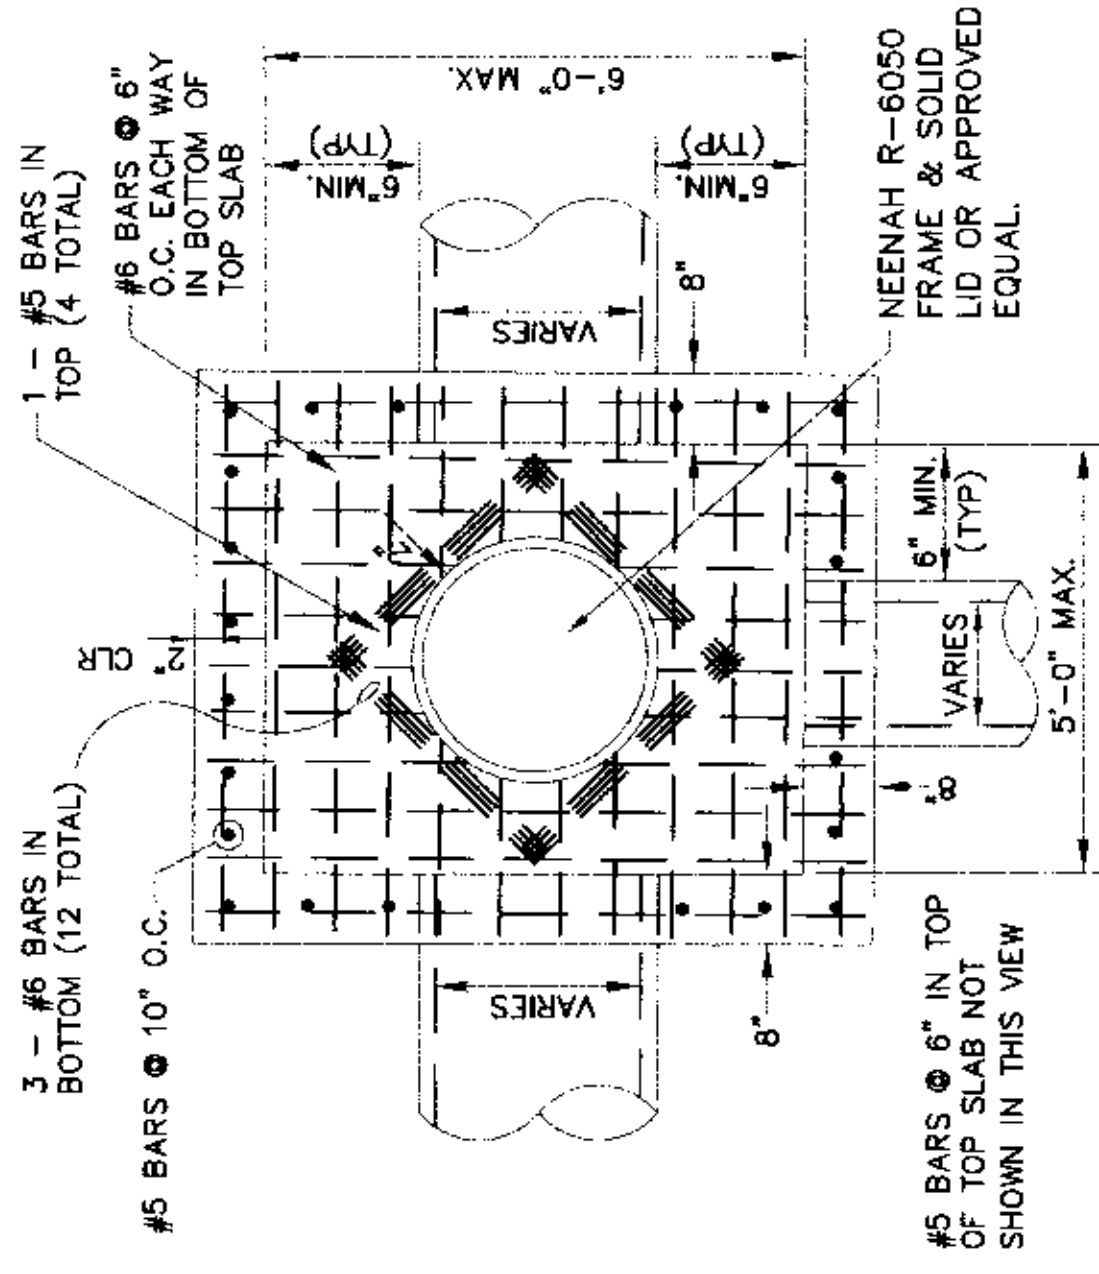 1 - #5 BARS IN
TOP (4 TOTAL)
#6 BARS @ 6"
O.C. EACH WAY
IN BOTTOM OF
TOP SLAB
6'-0" MAX.
6"MIN.
(TYP)
6"MIN.
(TYP)
VARIES
8"
NEENAH R-6050
FRAME & SOLID
LID OR APPROVED
EQUAL.
3 - #6 BARS IN
BOTTOM (12 TOTAL)
#5 BARS @ 10" O.C.
2" CLR
VARIES
8"
8"
6" MIN.
(TYP)
VARIES
5'-0" MAX.
#5 BARS @ 6" IN TOP
OF TOP SLAB NOT
SHOWN IN THIS VIEW